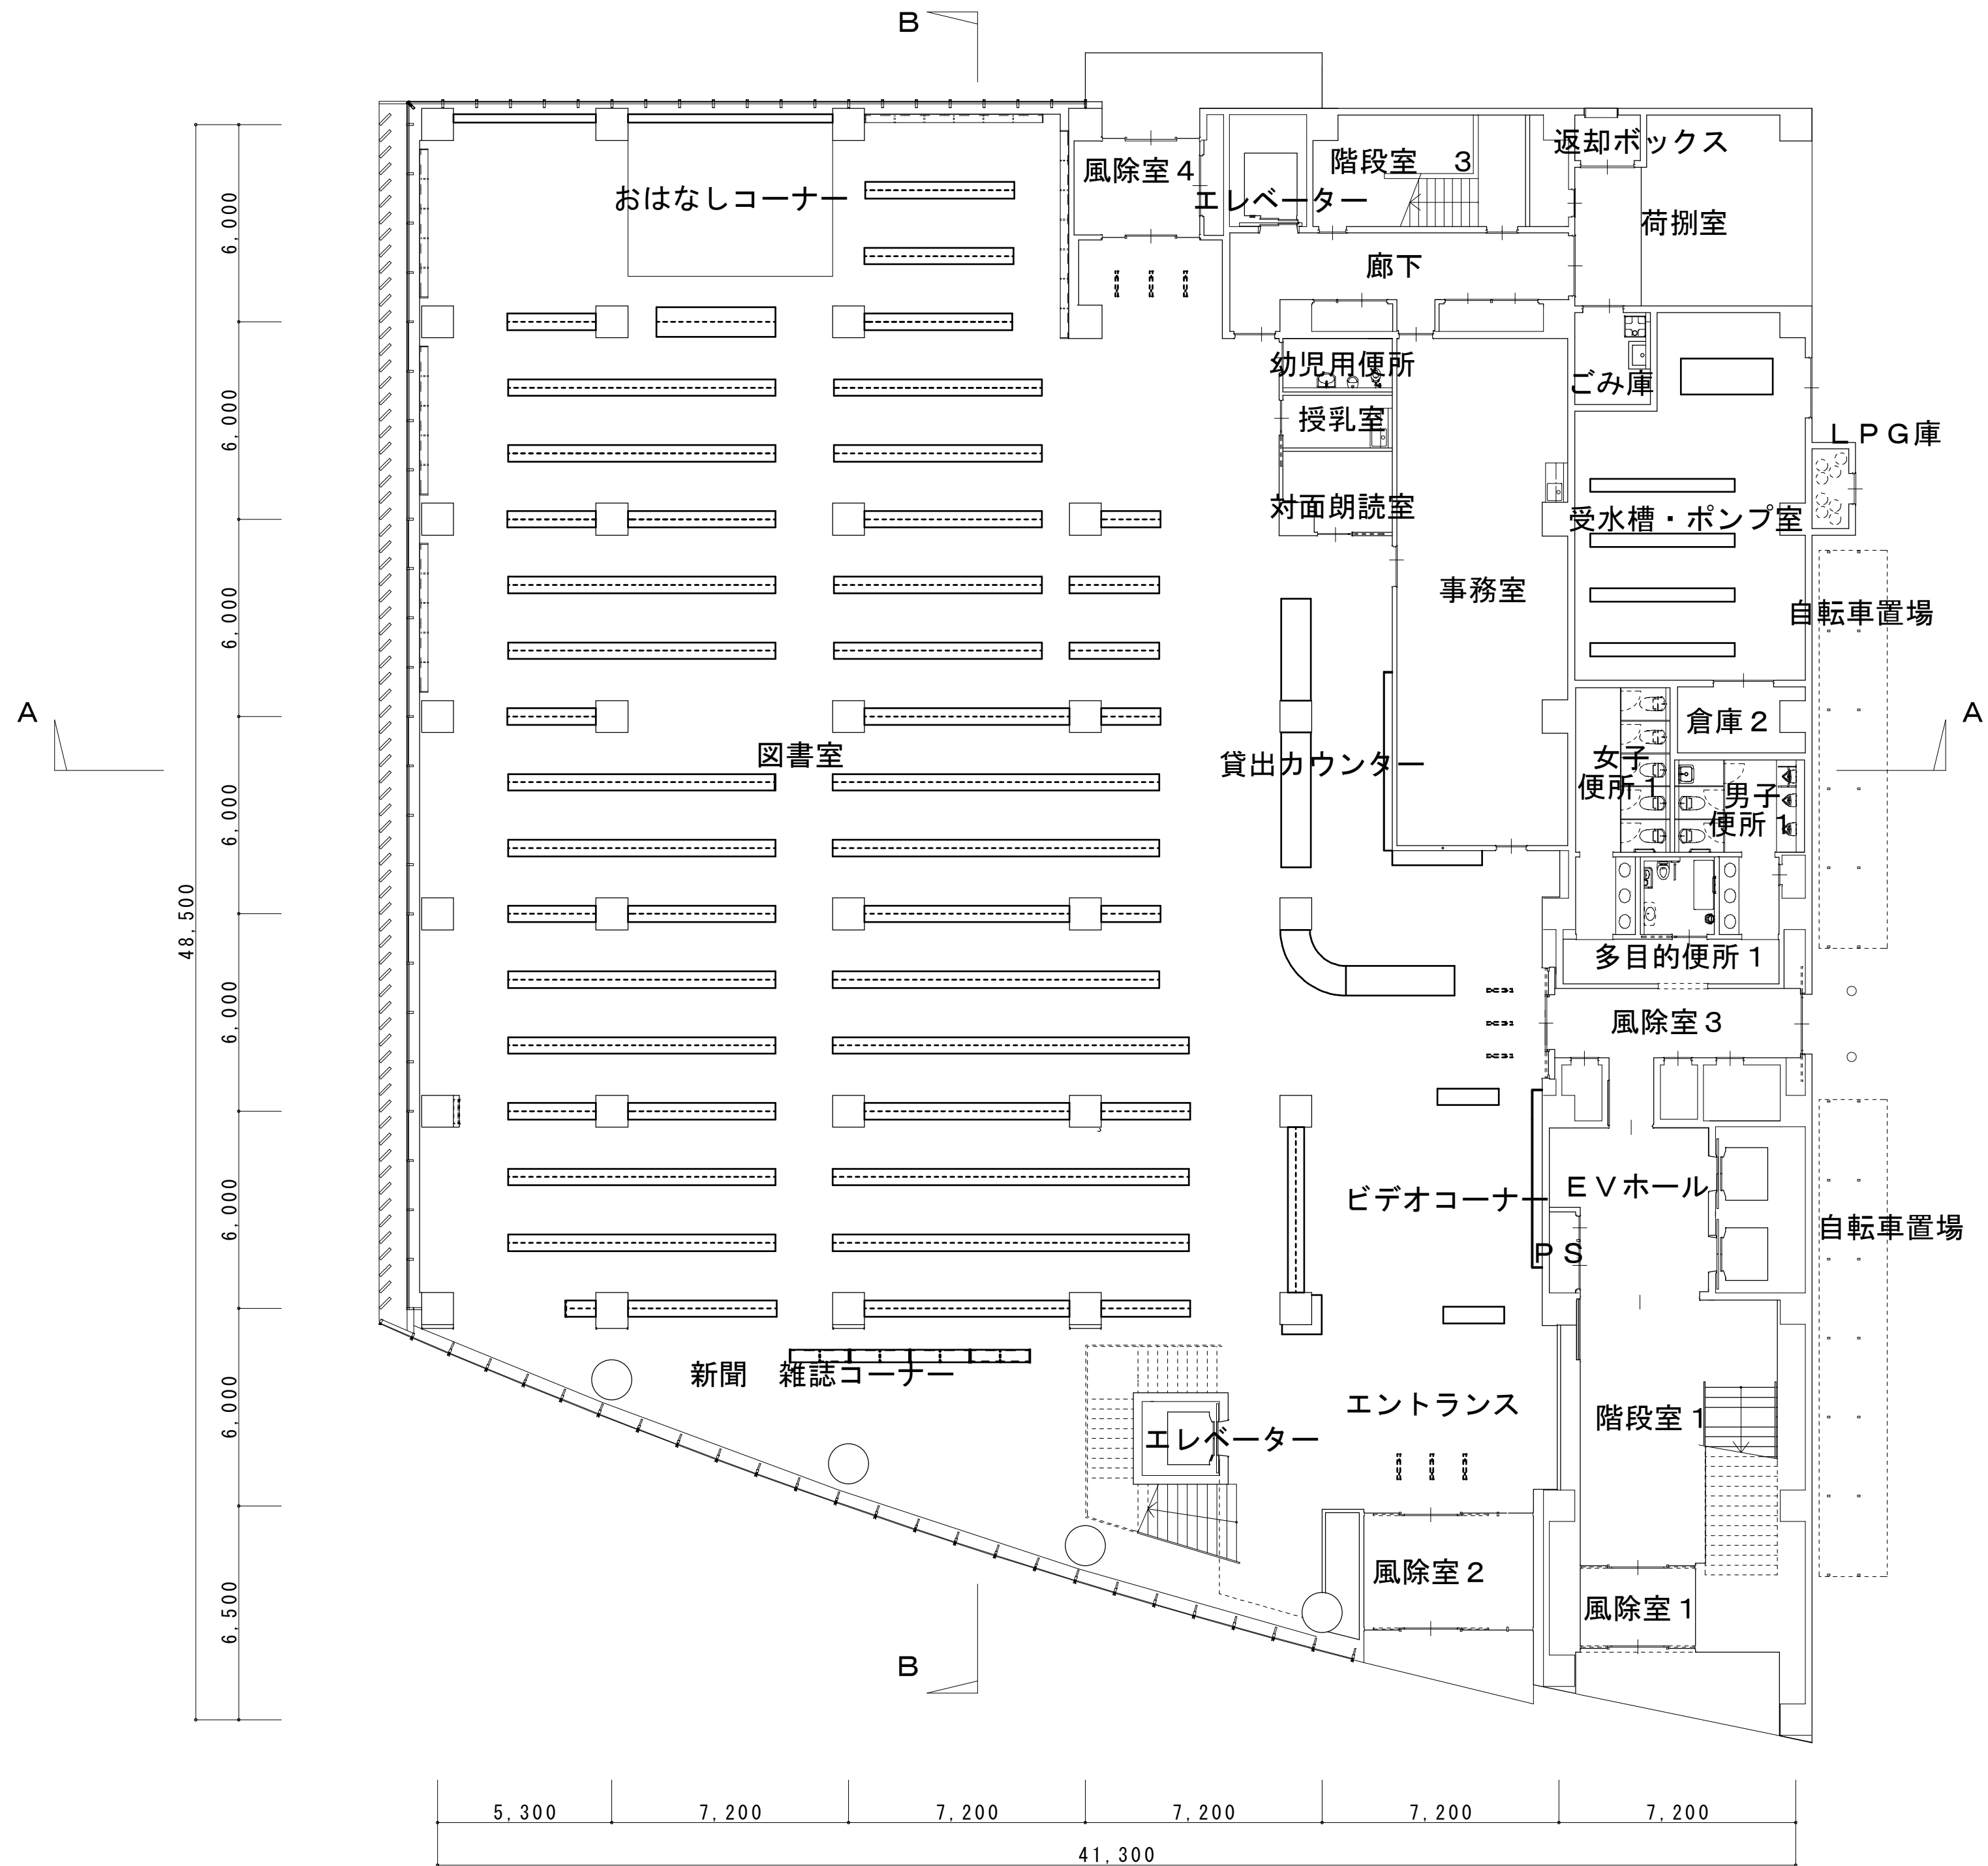 B
返却ボックス
風除室４
階段室　３
おはなしコーナー
エレベーター
荷捌室
廊下
6,000
幼児用便所
ごみ庫
授乳室
ＬＰＧ庫
6,000
対面朗読室
受水槽・ポンプ室
事務室
自転車置場
6,000
A
A
倉庫２
図書室
貸出カウンター
女子
便所１
男子
便所１
6,000
48,500
多目的便所１
風除室３
6,000
ビデオコーナー
ＥＶホール
自転車置場
6,000
ＰＳ
新聞　雑誌コーナー
エントランス
階段室１
エレベーター
6,000
風除室２
風除室１
6,500
B
5,300
7,200
7,200
7,200
7,200
7,200
41,300